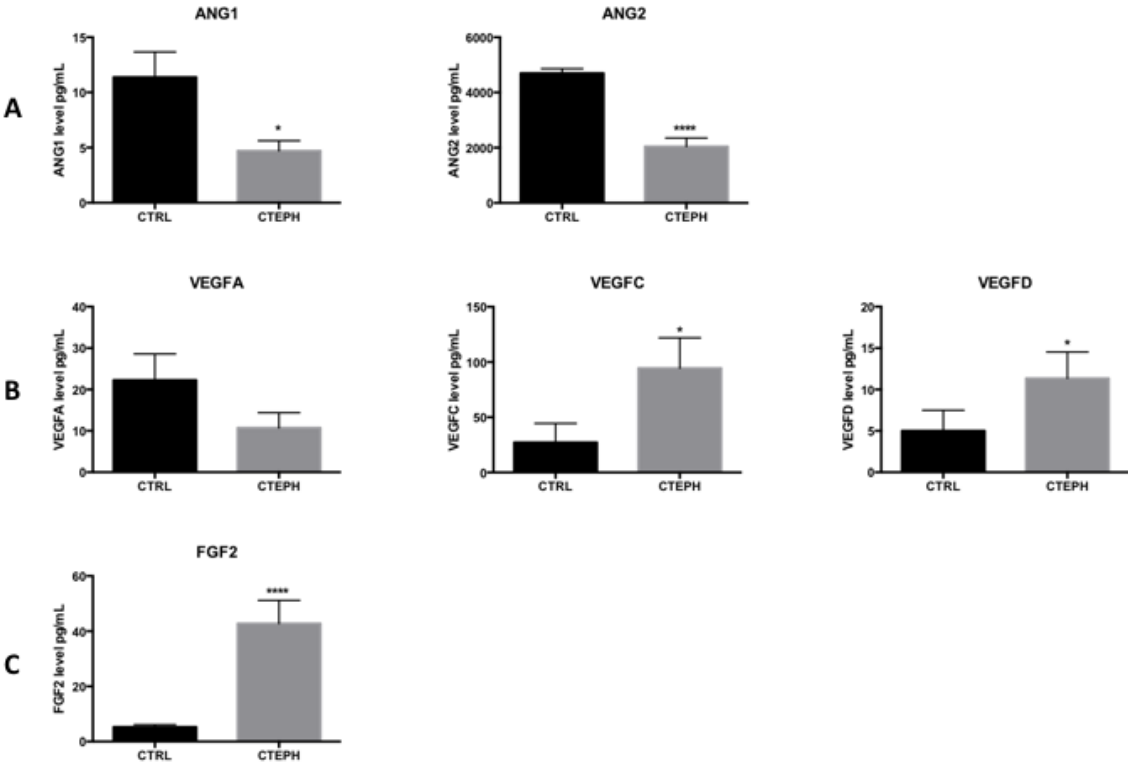 ANG1
ANG2
A
ANG1 level pg/mL
15
10
5
0
*
CTRL
CTEPH
ANG2 level pg/mL
6000
4000
2000
0
****
CTRL
CTEPH
VEGFA
VEGFC
VEGFD
B
VEGFA level pg/mL
40
30
20
10
0
CTRL
CTEPH
VEGFC level pg/mL
150
100
50
0
*
CTRL
CTEPH
VEGFD level pg/mL
20
15
10
5
0
*
CTRL
CTEPH
FGF2
C
FGF2 level pg/mL
60
40
20
0
****
CTRL
CTEPH